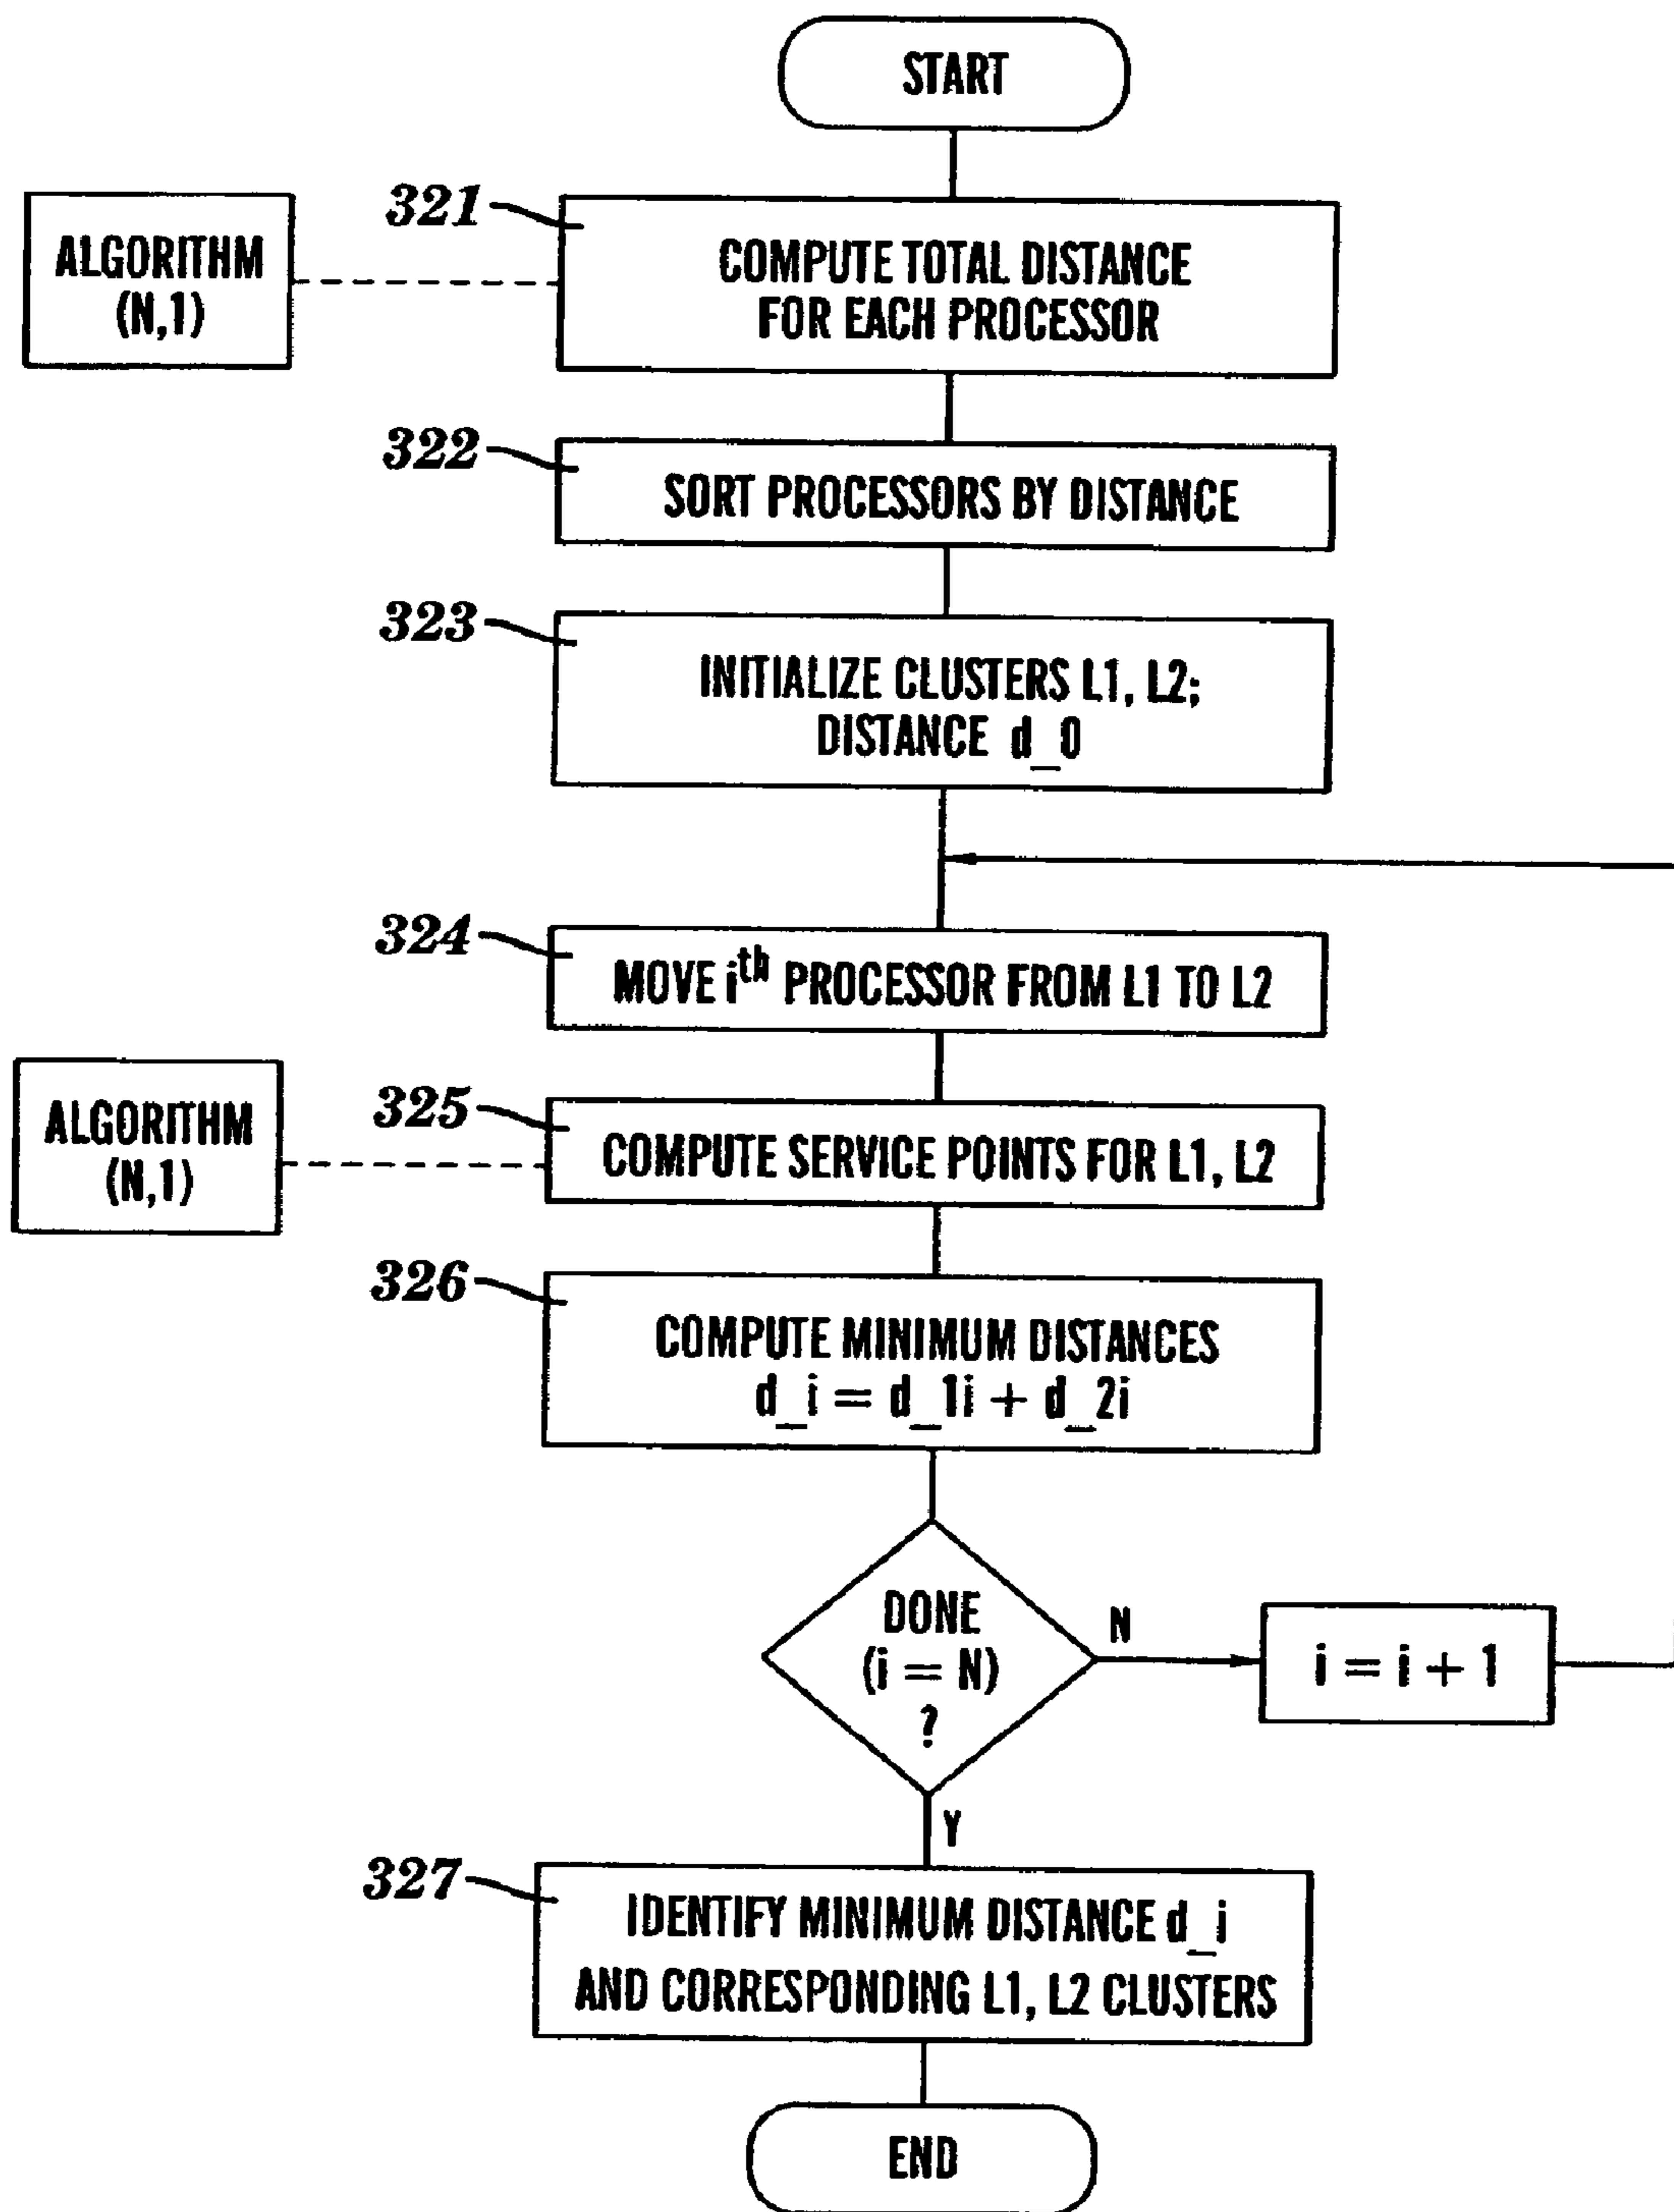 START
321
ALGORITHM
(N,1)
COMPUTE TOTAL DISTANCE
FOR EACH PROCESSOR
322
SORT PROCESSORS BY DISTANCE
323
INITIALIZE CLUSTERS L1, L2;
DISTANCE d_0
324
MOVE ith PROCESSOR FROM L1 TO L2
ALGORITHM
(N,1)
325
COMPUTE SERVICE POINTS FOR L1, L2
326
COMPUTE MINIMUM DISTANCES
d_i = d_1i + d_2i
DONE
(i = N)
?
N
i = i + 1
Y
327
IDENTIFY MINIMUM DISTANCE d_i
AND CORRESPONDING L1, L2 CLUSTERS
END